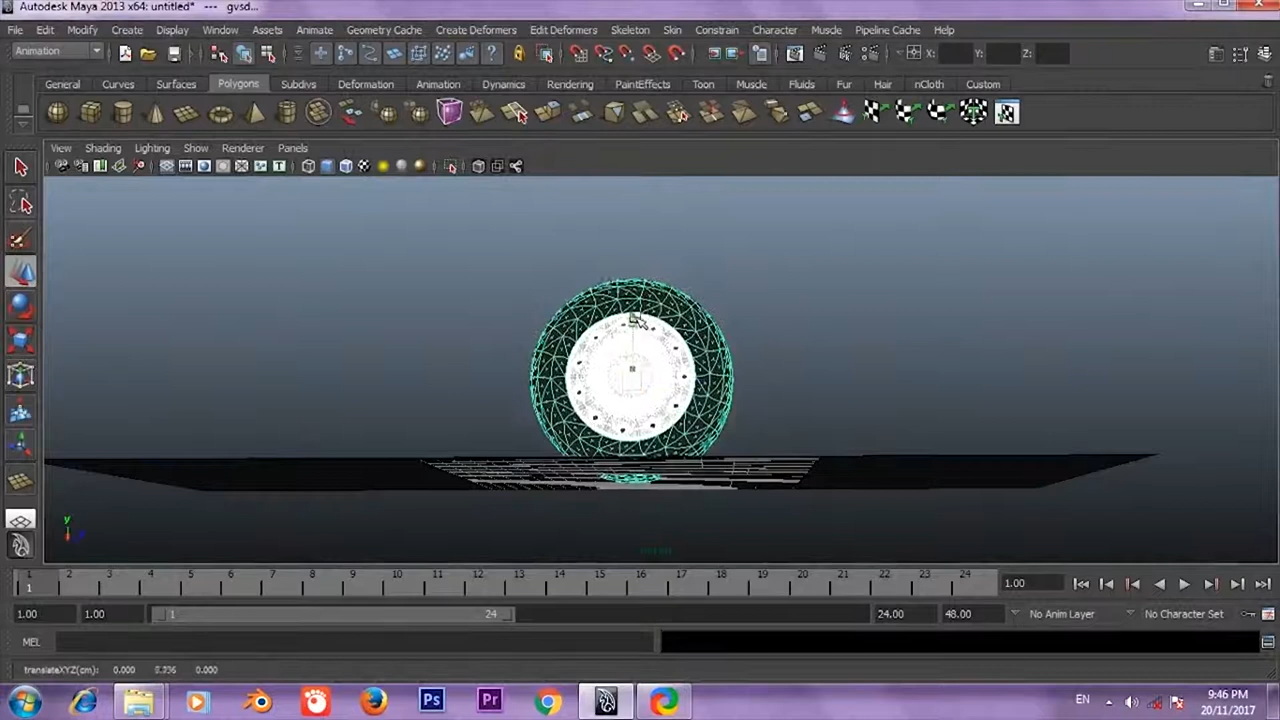 Autodesk Maya 2013 x64: untitled* --- gvsd...
File Edit Modify Create Display Window Assets Animate Geometry Cache Create Deformers Edit Deformers Skeleton Skin Constrain Character Muscle Pipeline Cache Help
Animation X: Y: Z:
General Curves Surfaces Polygons Subdivs Deformation Animation Dynamics Rendering PaintEffects Toon Muscle Fluids Fur Hair nCloth Custom
View Shading Lighting Show Renderer Panels
y
1 2 3 4 5 6 7 8 9 10 11 12 13 14 15 16 17 18 19 20 21 22 23 24
1 1.00
1.00 1.00 1 24 24.00 48.00 No Anim Layer No Character Set
MEL
translateXYZ(cm): 0.000 0.336 0.000
Ps Pr EN 9:46 PM
20/11/2017